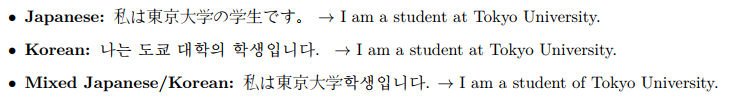 • Japanese: 私は東京大学の学生です。 → I am a student at Tokyo University.
• Korean: 나는 도쿄 대학의 학생입니다. → I am a student at Tokyo University.
• Mixed Japanese/Korean: 私は東京大学학생입니다. → I am a student of Tokyo University.